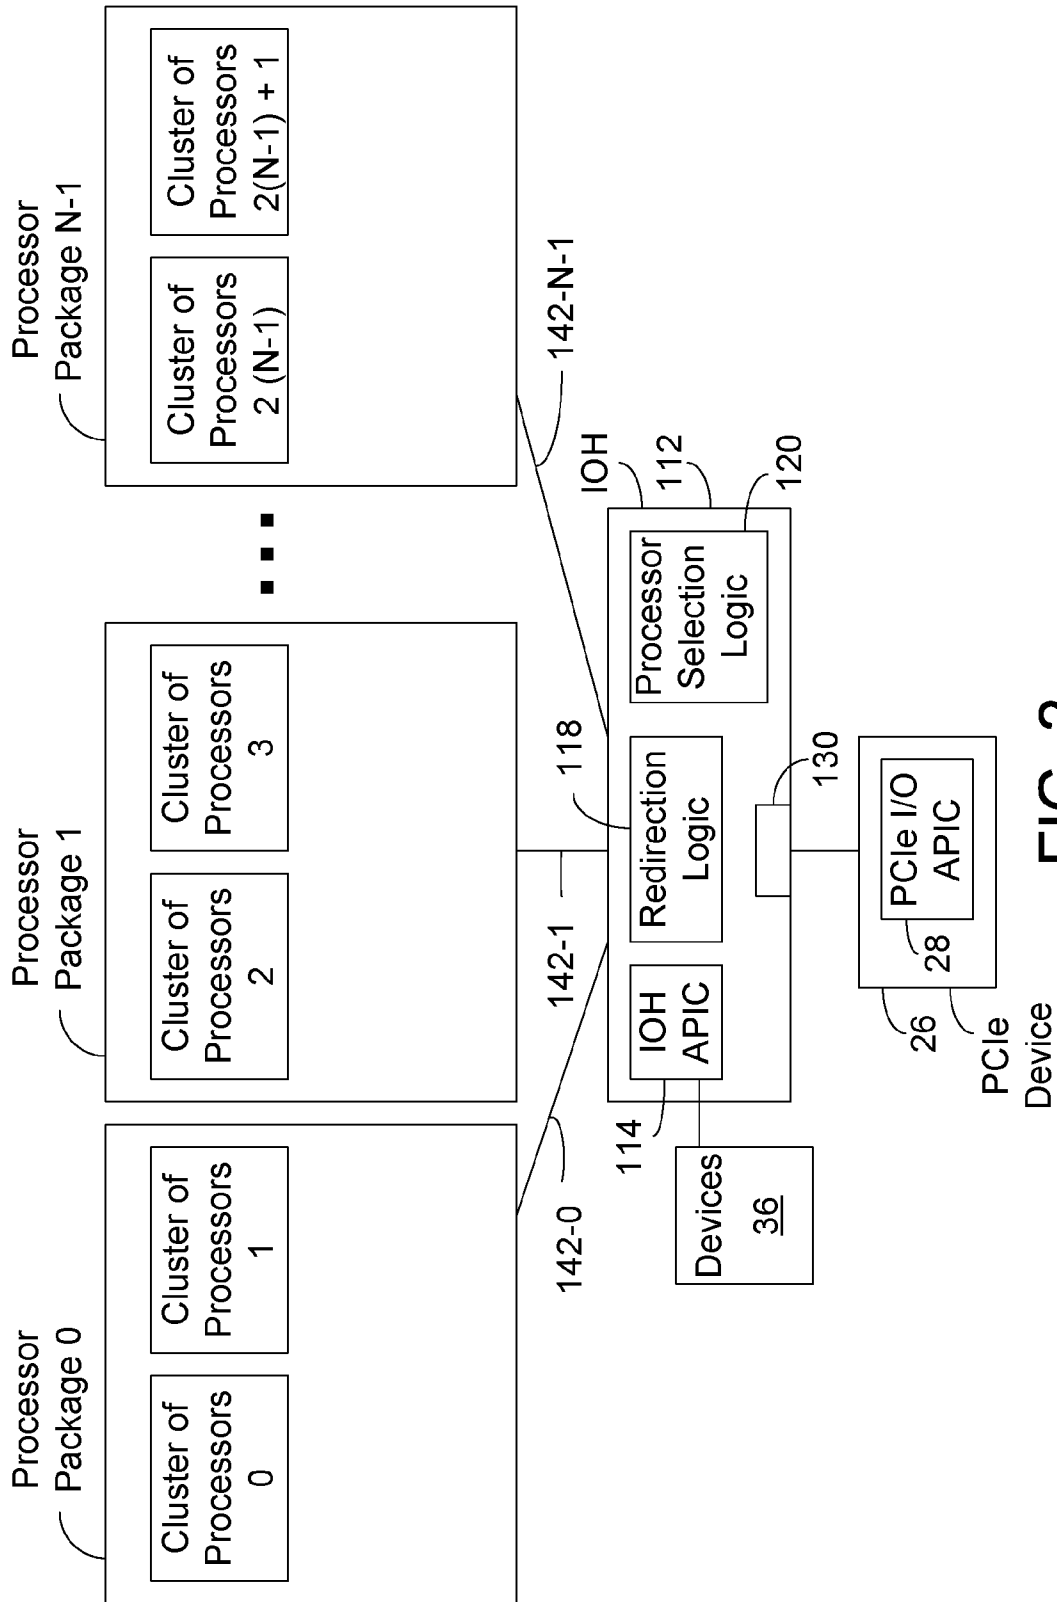 Processor
Package 0
Processor
Package 1
Processor
Package N-1
Cluster of
Processors
0
Cluster of
Processors
1
Cluster of
Processors
2
Cluster of
Processors
3
Cluster of
Processors
2 (N-1)
Cluster of
Processors
2(N-1) + 1
142-0
142-1
118
142-N-1
IOH
112
120
114
Devices
36
IOH
APIC
Redirection
Logic
Processor
Selection
Logic
130
26
28
PCIe I/O
APIC
PCIe
Device
FIG.